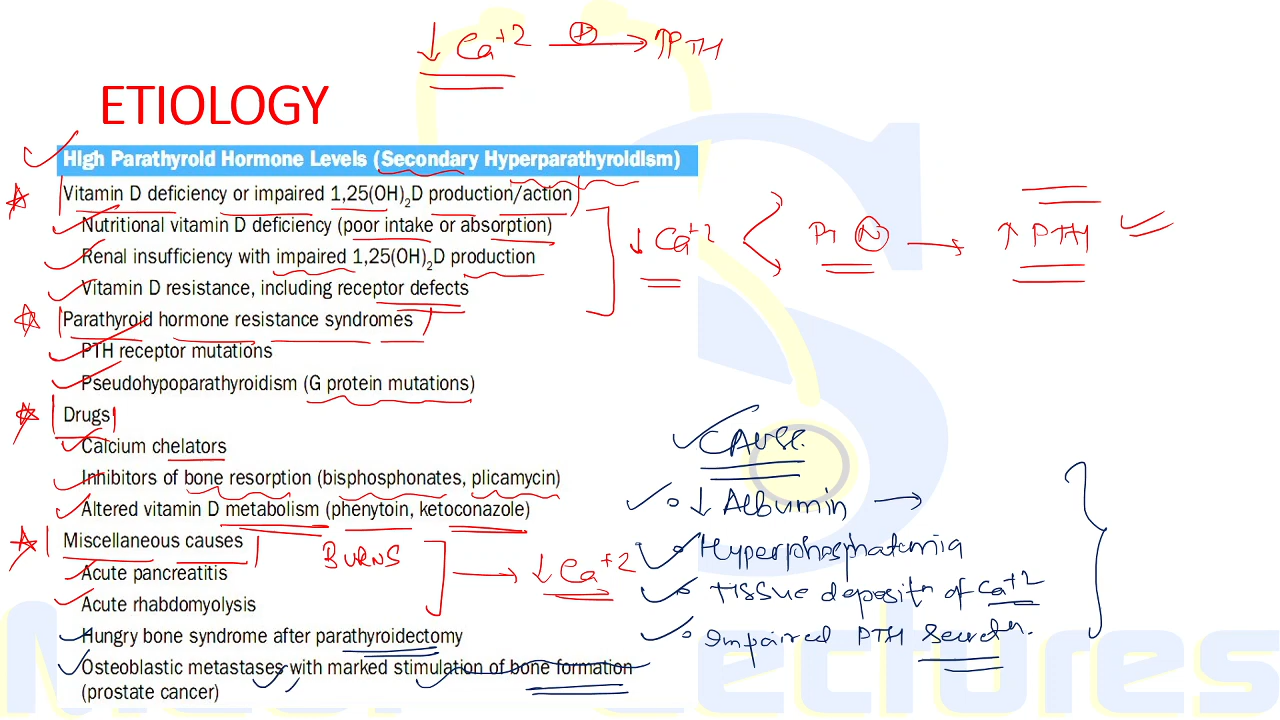 ↓ Ca+2 → ↑PTH
ETIOLOGY
High Parathyroid Hormone Levels (Secondary Hyperparathyroidism)
Vitamin D deficiency or impaired 1,25(OH)2D production/action
Nutritional vitamin D deficiency (poor intake or absorption)
↓ Ca+2
Pt N → ↑ PTH
Renal insufficiency with impaired 1,25(OH)2D production
Vitamin D resistance, including receptor defects
Parathyroid hormone resistance syndromes
PTH receptor mutations
Pseudohypoparathyroidism (G protein mutations)
Drugs
Calcium chelators
Inhibitors of bone resorption (bisphosphonates, plicamycin)
Altered vitamin D metabolism (phenytoin, ketoconazole)
Miscellaneous causes
BURNS → ↓ Ca+2
Acute pancreatitis
Acute rhabdomyolysis
Hungry bone syndrome after parathyroidectomy
Osteoblastic metastases with marked stimulation of bone formation
(prostate cancer)
CAUSE
• ↓ Albumin →
• Hyperphosphatemia
• Tissue depositn of Ca+2
• Impaired PTH Secretn.
Lectures